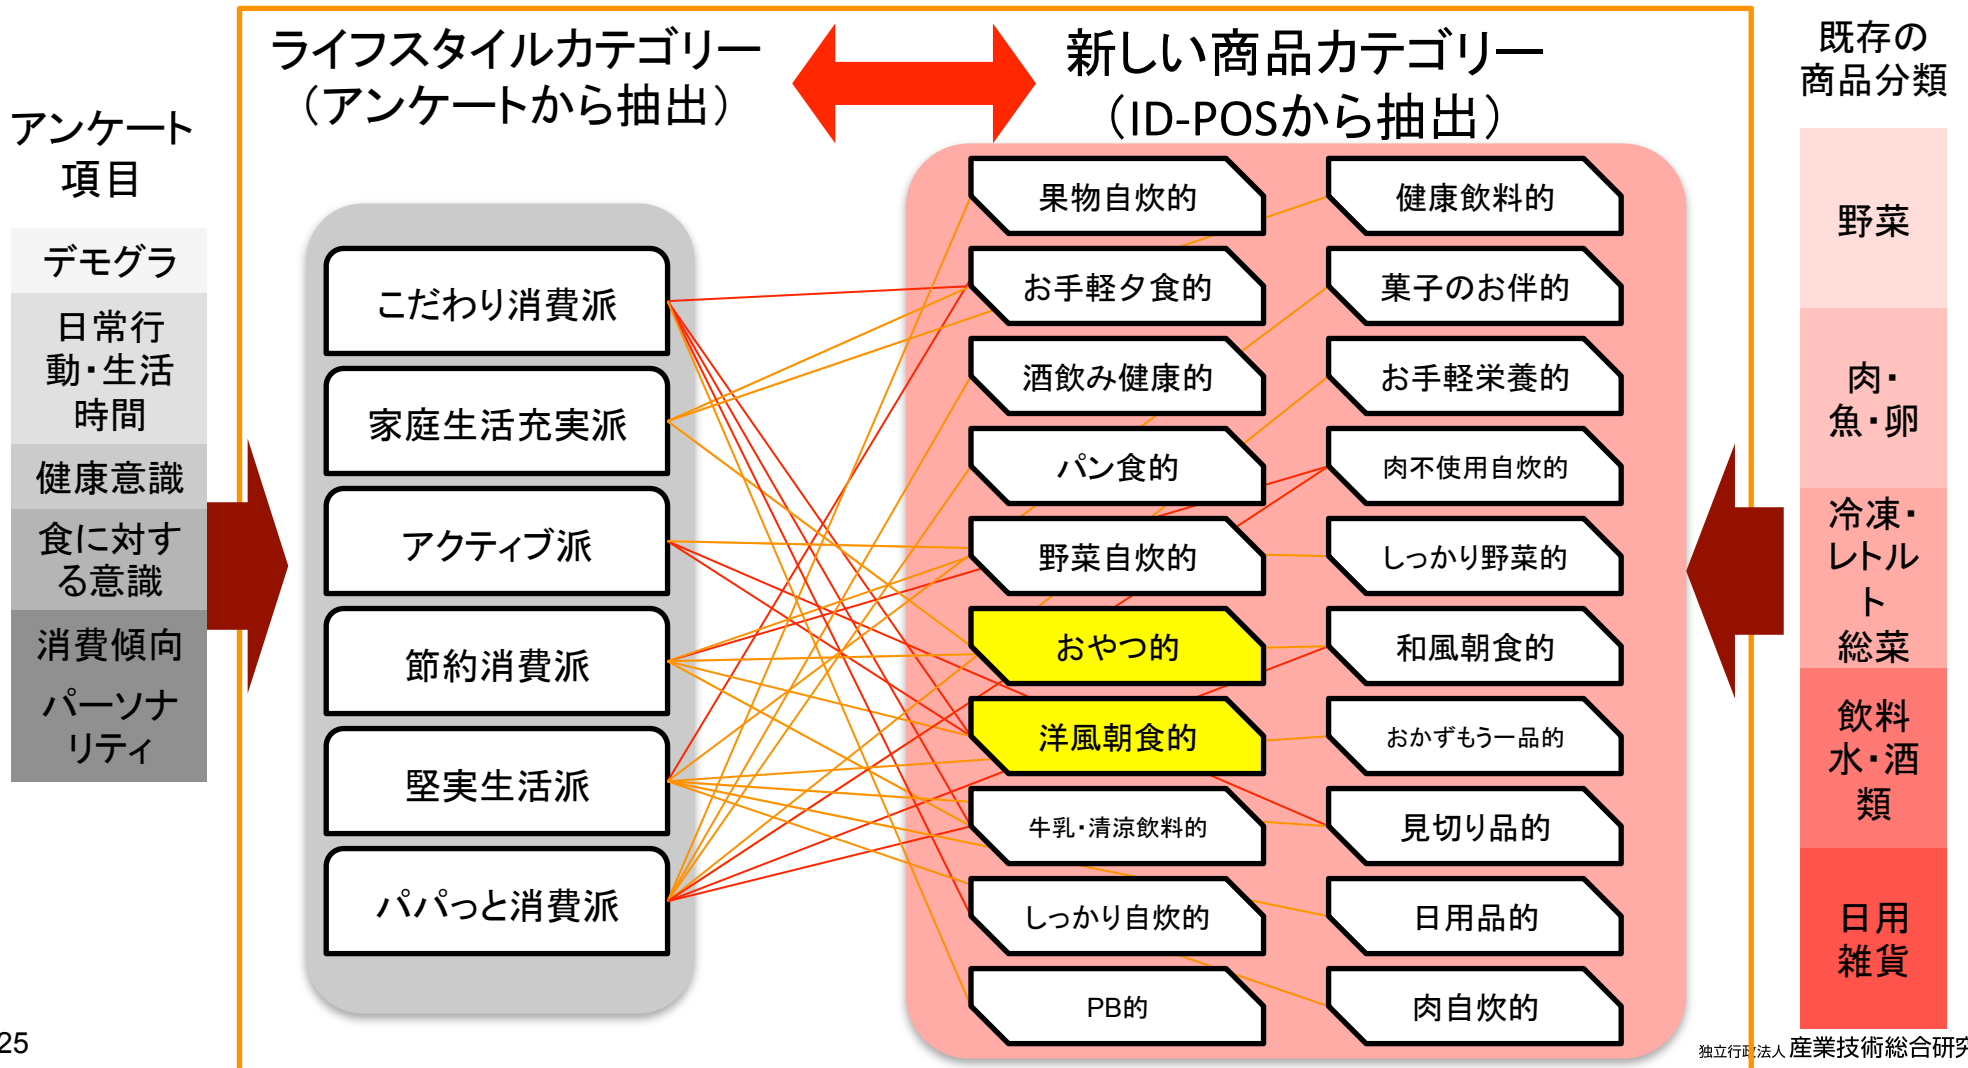 ライフスタイルカテゴリー
（アンケートから抽出）
新しい商品カテゴリー
（ID-POSから抽出）
既存の
商品分類
アンケート
項目
デモグラ
日常行
動・生活
時間
健康意識
食に対す
る意識
消費傾向
パーソナ
リティ
こだわり消費派
家庭生活充実派
アクティブ派
節約消費派
堅実生活派
パパっと消費派
果物自炊的
お手軽夕食的
酒飲み健康的
パン食的
野菜自炊的
おやつ的
洋風朝食的
牛乳・清涼飲料的
しっかり自炊的
PB的
健康飲料的
菓子のお伴的
お手軽栄養的
肉不使用自炊的
しっかり野菜的
和風朝食的
おかずもう一品的
見切り品的
日用品的
肉自炊的
野菜
肉・
魚・卵
冷凍・
レトル
ト
総菜
飲料
水・酒
類
日用
雑貨
25
独立行政法人 産業技術総合研究